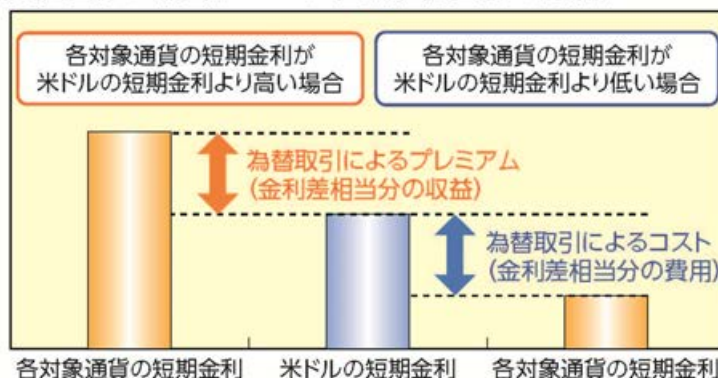 各対象通貨の短期金利が
米ドルの短期金利より高い場合
各対象通貨の短期金利が
米ドルの短期金利より低い場合
為替取引によるプレミアム
(金利差相当分の収益)
為替取引によるコスト
(金利差相当分の費用)
各対象通貨の短期金利
米ドルの短期金利
各対象通貨の短期金利